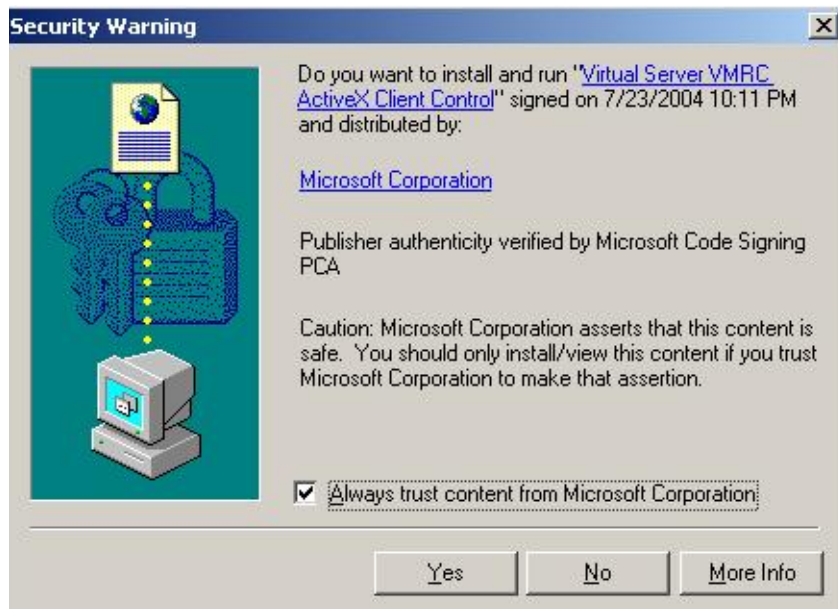 Security Warning
Do you want to install and run "Virtual Server VMRC
ActiveX Client Control" signed on 7/23/2004 10:11 PM
and distributed by:
Microsoft Corporation
Publisher authenticity verified by Microsoft Code Signing
PCA
Caution: Microsoft Corporation asserts that this content is
safe.  You should only install/view this content if you trust
Microsoft Corporation to make that assertion.
Always trust content from Microsoft Corporation
Yes
No
More Info